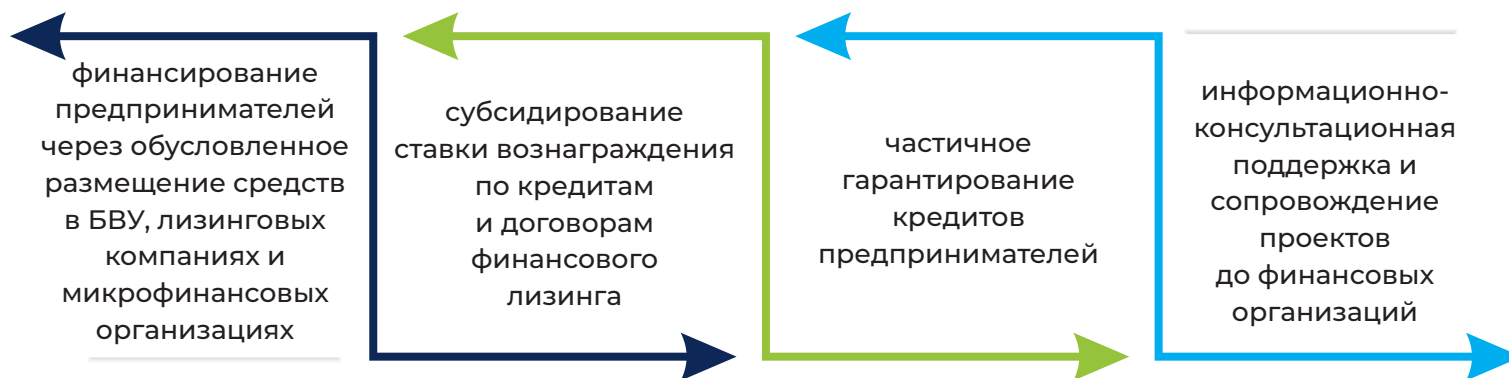 финансирование
предпринимателей
через обусловленное
размещение средств
в БВУ, лизинговых
компаниях и
микрофинансовых
организациях
субсидирование
ставки вознаграждения
по кредитам
и договорам
финансового
лизинга
частичное
гарантирование
кредитов
предпринимателей
информационно-
консультационная
поддержка и
сопровождение
проектов
до финансовых
организаций